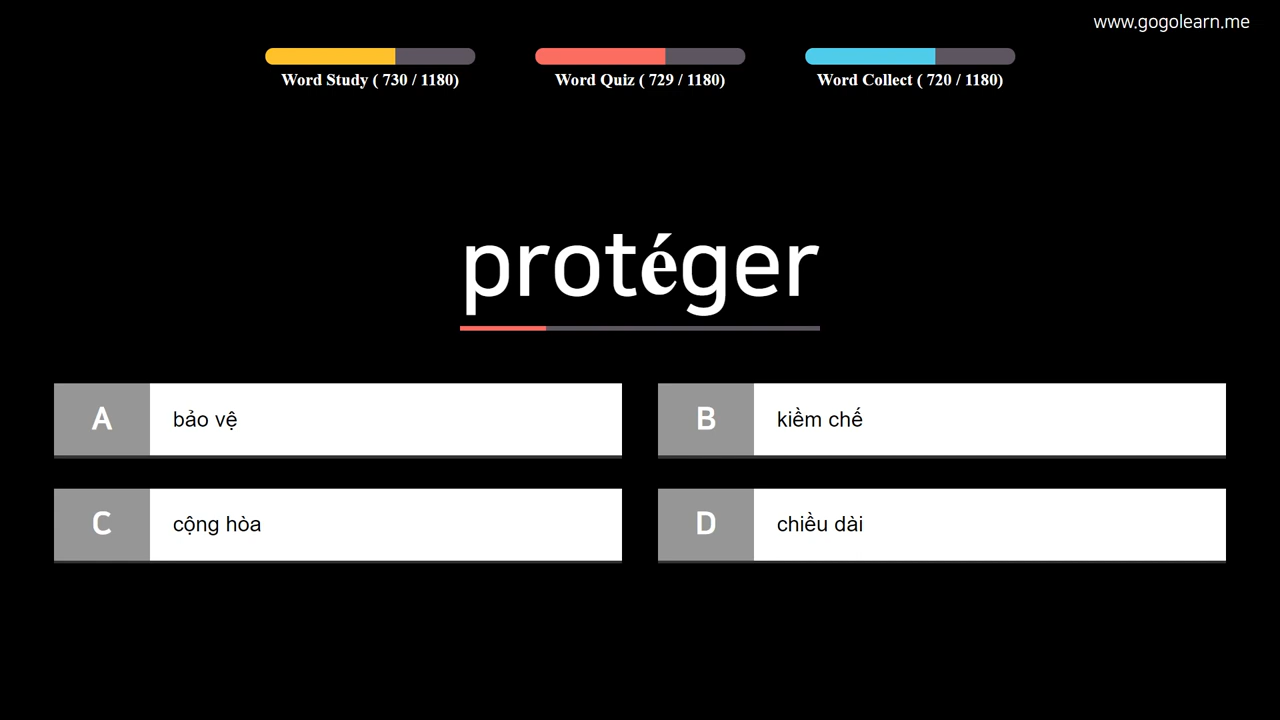 www.gogolearn.me
Word Study ( 730 / 1180)
Word Quiz ( 729 / 1180)
Word Collect ( 720 / 1180)
protéger
A
bảo vệ
B
kiềm chế
C
cộng hòa
D
chiều dài